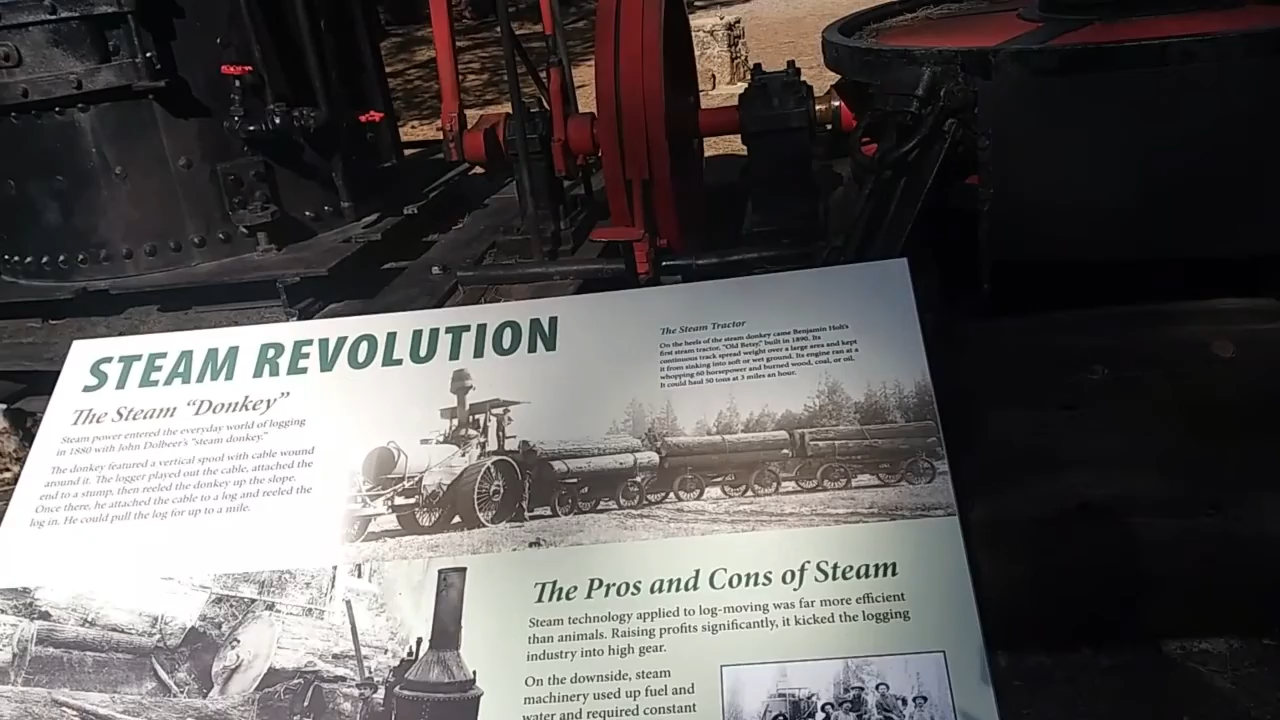 STEAM REVOLUTION
The Steam "Donkey"
Steam power entered the everyday world of logging
in 1880 with John Dolbeer's "steam donkey."
The donkey featured a vertical spool with cable wound
around it. The logger played out the cable, attached the
end to a stump, then reeled the donkey up the slope.
Once there, he attached the cable to a log and reeled the
log in. He could pull the log for up to a mile.
The Steam Tractor
On the heels of the steam donkey came Benjamin Holt's
first steam tractor, "Old Betsy," built in 1890. Its
continuous track spread weight over a large area and kept
it from sinking into soft or wet ground. Its engine ran at a
whopping 60 horsepower and burned wood, coal, or oil.
It could haul 50 tons at 3 miles an hour.
The Pros and Cons of Steam
Steam technology applied to log-moving was far more efficient
than animals. Raising profits significantly, it kicked the logging
industry into high gear.
On the downside, steam
machinery used up fuel and
water and required constant